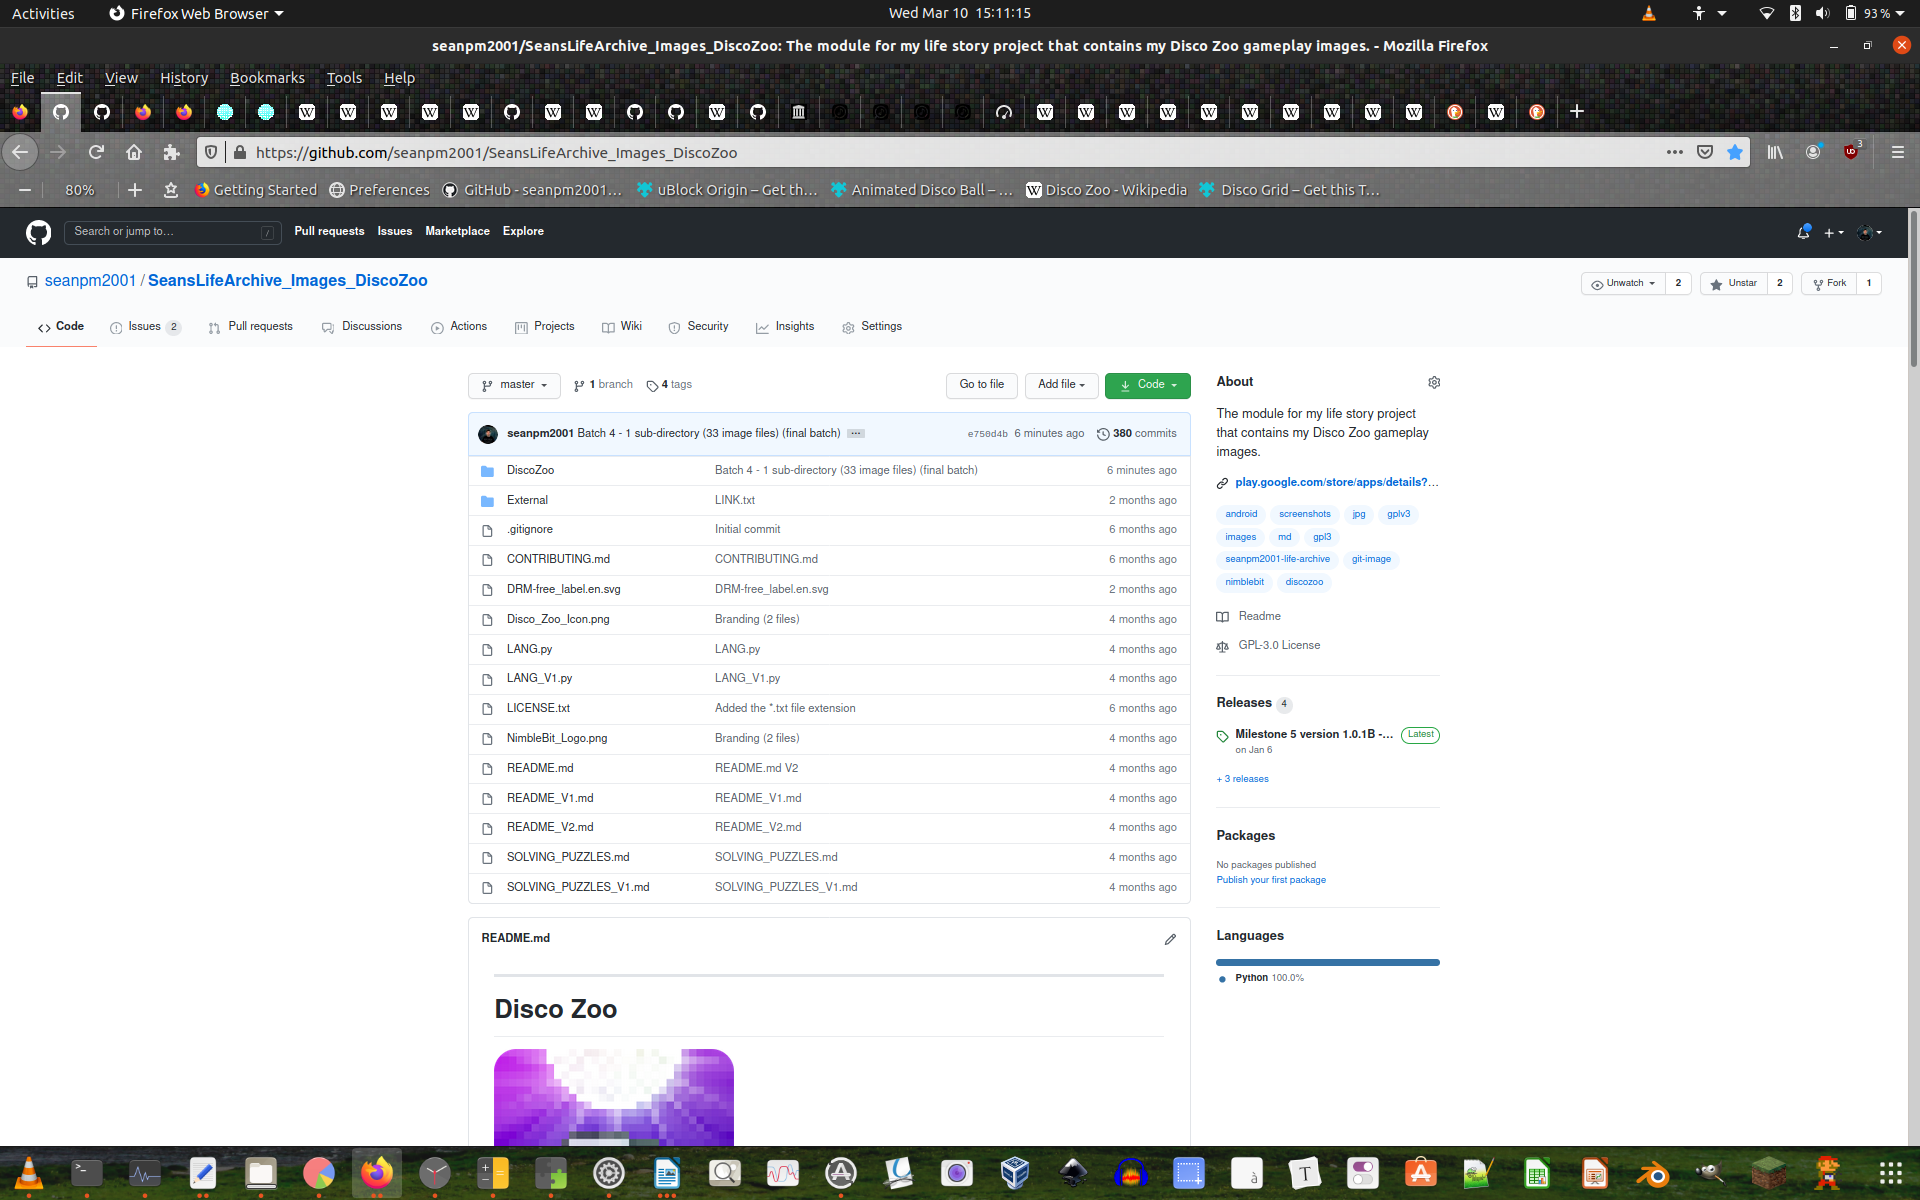 Activities
Firefox Web Browser
Wed Mar 10 15:11:15
93 %
seanpm2001/SeansLifeArchive_Images_DiscoZoo: The module for my life story project that contains my Disco Zoo gameplay images. - Mozilla Firefox
File Edit View History Bookmarks Tools Help
https://github.com/seanpm2001/SeansLifeArchive_Images_DiscoZoo
3
80%
Getting Started
Preferences
GitHub - seanpm2001…
uBlock Origin – Get th…
Animated Disco Ball – …
Disco Zoo - Wikipedia
Disco Grid – Get this T…
Search or jump to…
/
Pull requests Issues Marketplace Explore
seanpm2001 / SeansLifeArchive_Images_DiscoZoo
Unwatch 2
Unstar 2
Fork 1
Code
Issues 2
Pull requests
Discussions
Actions
Projects
Wiki
Security
Insights
Settings
master
1 branch
4 tags
Go to file
Add file
Code
seanpm2001 Batch 4 - 1 sub-directory (33 image files) (final batch) … e750d4b 6 minutes ago 380 commits
DiscoZoo Batch 4 - 1 sub-directory (33 image files) (final batch) 6 minutes ago
External LINK.txt 2 months ago
.gitignore Initial commit 6 months ago
CONTRIBUTING.md CONTRIBUTING.md 6 months ago
DRM-free_label.en.svg DRM-free_label.en.svg 2 months ago
Disco_Zoo_Icon.png Branding (2 files) 4 months ago
LANG.py LANG.py 4 months ago
LANG_V1.py LANG_V1.py 4 months ago
LICENSE.txt Added the *.txt file extension 6 months ago
NimbleBit_Logo.png Branding (2 files) 4 months ago
README.md README.md V2 4 months ago
README_V1.md README_V1.md 4 months ago
README_V2.md README_V2.md 4 months ago
SOLVING_PUZZLES.md SOLVING_PUZZLES.md 4 months ago
SOLVING_PUZZLES_V1.md SOLVING_PUZZLES_V1.md 4 months ago
README.md
Disco Zoo
About
The module for my life story project
that contains my Disco Zoo gameplay
images.
play.google.com/store/apps/details?…
android screenshots jpg gplv3
images md gpl3
seanpm2001-life-archive git-image
nimblebit discozoo
Readme
GPL-3.0 License
Releases 4
Milestone 5 version 1.0.1B -… Latest
on Jan 6
+ 3 releases
Packages
No packages published
Publish your first package
Languages
Python 100.0%